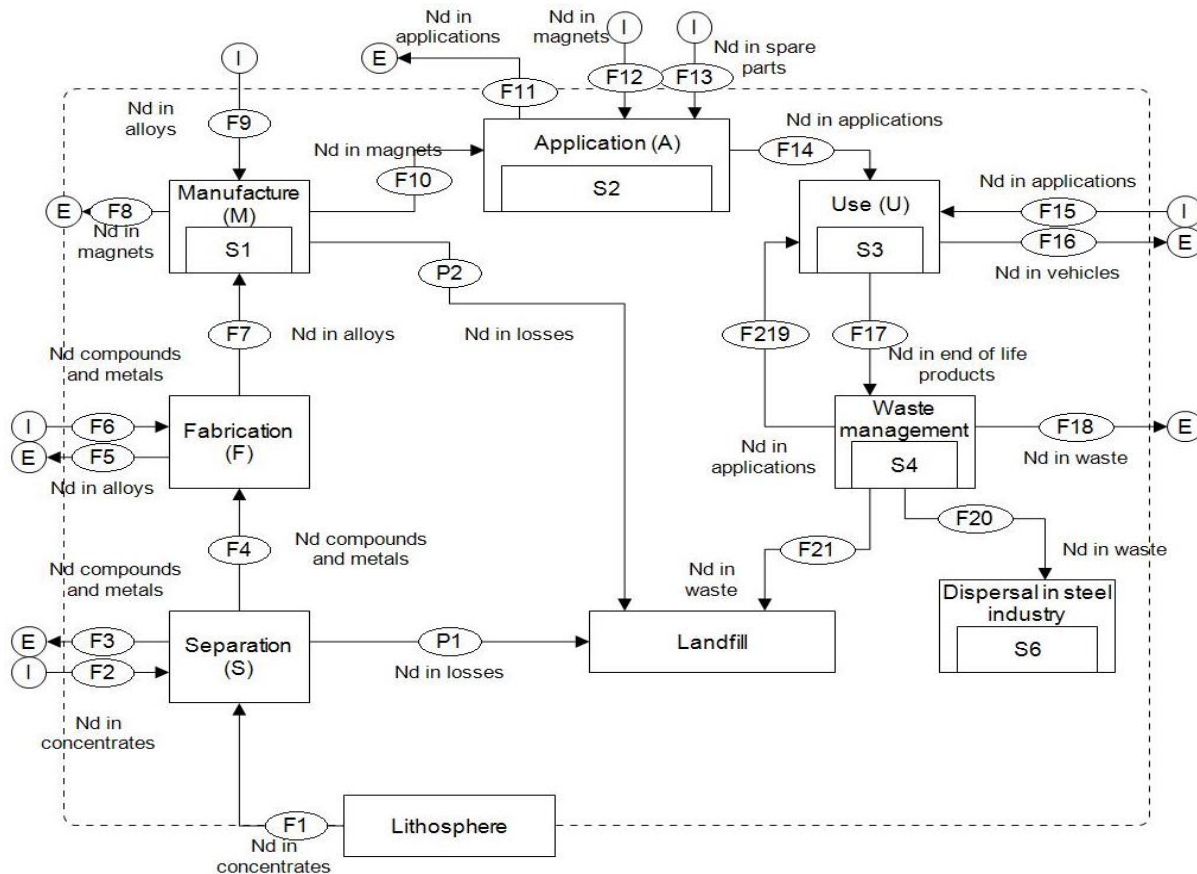 Nd in
applications
E
I
Nd in
alloys
F9
F11
Nd in
magnets
I
I
Nd in spare
parts
F12
F13
Nd in magnets
F10
Application (A)
S2
Nd in applications
F14
Manufacture
(M)
S1
E
F8
Nd in
magnets
Use (U)
S3
Nd in applications
F15
I
F16
E
Nd in vehicles
P2
Nd in losses
F7
Nd in alloys
F219
Nd in
applications
F17
Nd in end of life
products
Nd compounds
and metals
I
F6
E
F5
Nd in alloys
Fabrication
(F)
Waste
management
S4
F18
E
Nd in waste
F4
Nd compounds
and metals
F21
Nd in
waste
F20
Nd in waste
Nd compounds
and metals
E
F3
I
F2
Nd in
concentrates
Separation
(S)
P1
Nd in losses
Landfill
Dispersal in steel
industry
S6
F1
Nd in
concentrates
Lithosphere